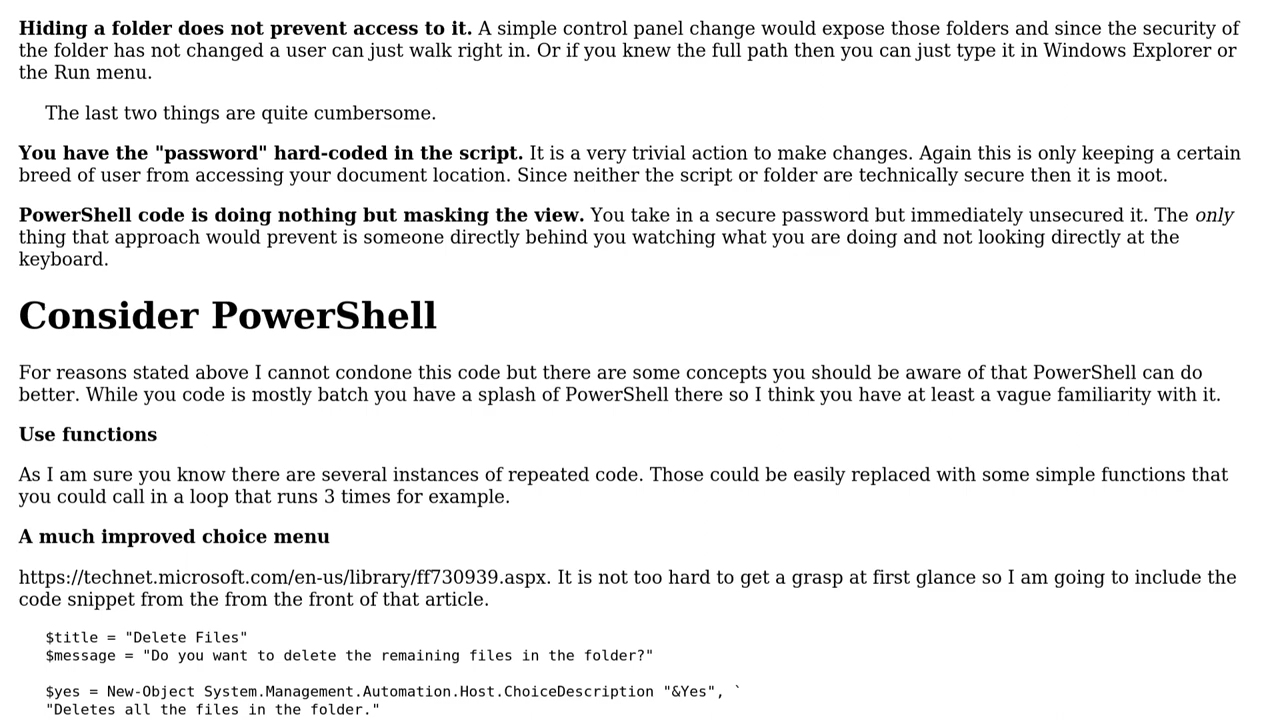 Hiding a folder does not prevent access to it. A simple control panel change would expose those folders and since the security of
the folder has not changed a user can just walk right in. Or if you knew the full path then you can just type it in Windows Explorer or
the Run menu.
The last two things are quite cumbersome.
You have the "password" hard-coded in the script. It is a very trivial action to make changes. Again this is only keeping a certain
breed of user from accessing your document location. Since neither the script or folder are technically secure then it is moot.
PowerShell code is doing nothing but masking the view. You take in a secure password but immediately unsecured it. The only
thing that approach would prevent is someone directly behind you watching what you are doing and not looking directly at the
keyboard.
Consider PowerShell
For reasons stated above I cannot condone this code but there are some concepts you should be aware of that PowerShell can do
better. While you code is mostly batch you have a splash of PowerShell there so I think you have at least a vague familiarity with it.
Use functions
As I am sure you know there are several instances of repeated code. Those could be easily replaced with some simple functions that
you could call in a loop that runs 3 times for example.
A much improved choice menu
https://technet.microsoft.com/en-us/library/ff730939.aspx. It is not too hard to get a grasp at first glance so I am going to include the
code snippet from the from the front of that article.
$title = "Delete Files"
$message = "Do you want to delete the remaining files in the folder?"
$yes = New-Object System.Management.Automation.Host.ChoiceDescription "&Yes", `
"Deletes all the files in the folder."